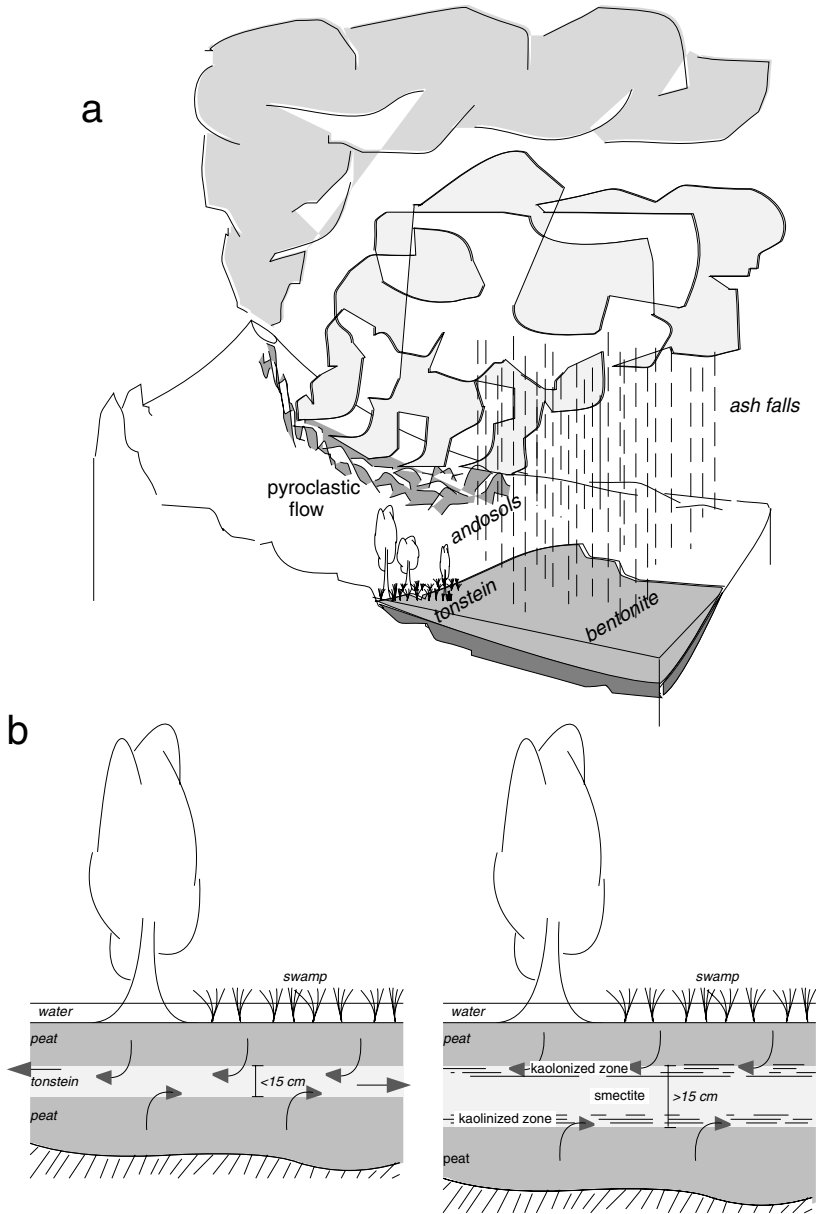 a
ash falls
pyroclastic
flow
andosols
tonstein
bentonite
b
swamp
water
peat
tonstein
<15 cm
peat
swamp
water
peat
kaolonized zone
smectite
>15 cm
kaolinized zone
peat